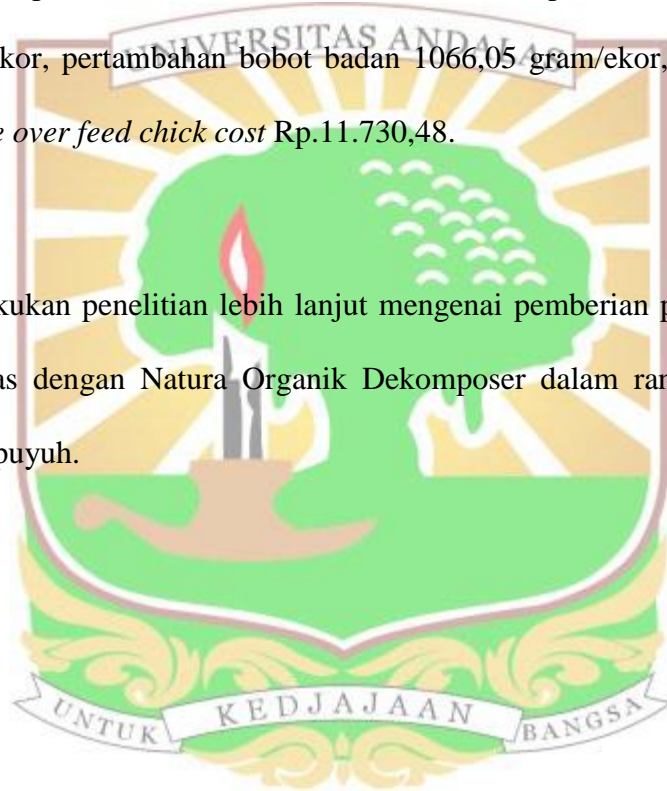 UNIVERSITAS ANDALAS
kor, pertambahan bobot badan 1066,05 gram/ekor,
e over feed chick cost Rp.11.730,48.
kukan penelitian lebih lanjut mengenai pemberian p
as dengan Natura Organik Dekomposer dalam ran
puyuh.
UNTUK KEDJAJAAN BANGSA